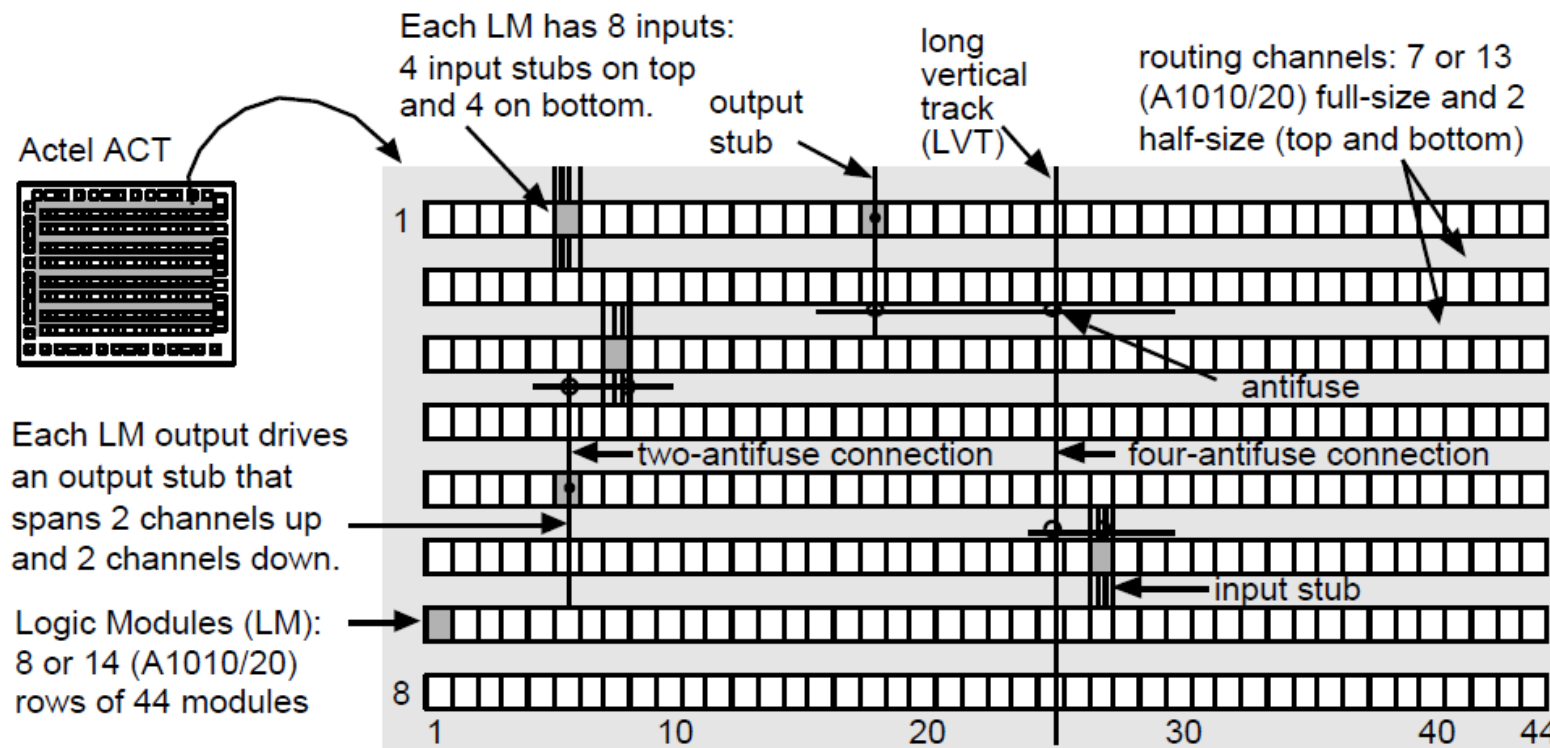 Each LM has 8 inputs:
4 input stubs on top
and 4 on bottom.
output
stub
long
vertical
track
(LVT)
routing channels: 7 or 13
(A1010/20) full-size and 2
half-size (top and bottom)
Actel ACT
1
antifuse
Each LM output drives
an output stub that
spans 2 channels up
and 2 channels down.
two-antifuse connection
four-antifuse connection
input stub
Logic Modules (LM):
8 or 14 (A1010/20)
rows of 44 modules
8
1 10 20 30 40 44